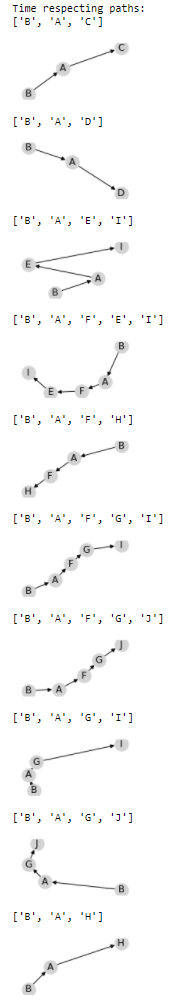 Time respecting paths:
['B', 'A', 'C']
C
A
B
['B', 'A', 'D']
B
A
D
['B', 'A', 'E', 'I']
I
E
A
B
['B', 'A', 'F', 'E', 'I']
B
I
A
E F
['B', 'A', 'F', 'H']
B
A
F
H
['B', 'A', 'F', 'G', 'I']
I
G
F
A
B
['B', 'A', 'F', 'G', 'J']
J
G
F
B A
['B', 'A', 'G', 'I']
I
G
A
B
['B', 'A', 'G', 'J']
J
G
A
B
['B', 'A', 'H']
H
A
B